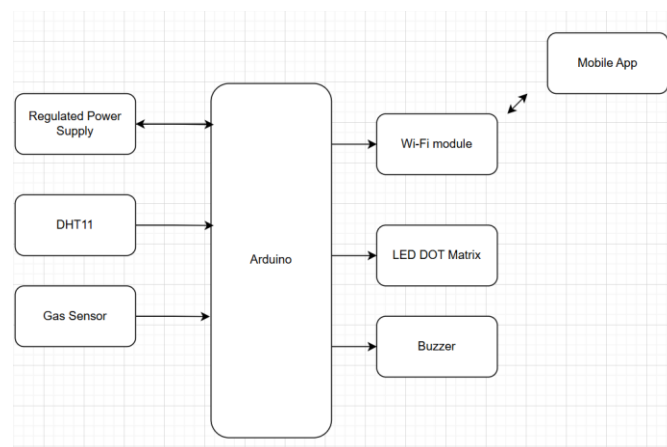 Mobile App
Regulated Power
Supply
Wi-Fi module
DHT11
Arduino
LED DOT Matrix
Gas Sensor
Buzzer